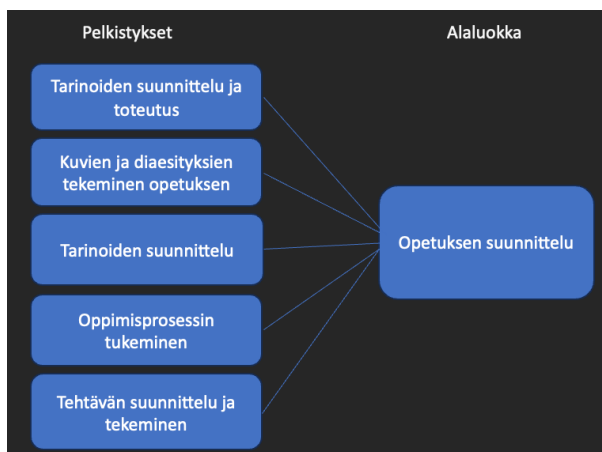 Pelkistykset
Alaluokka
Tarinoiden suunnittelu ja
toteutus
Kuvien ja diaesityksien
tekeminen opetuksen
Tarinoiden suunnittelu
Oppimisprosessin
tukeminen
Tehtävän suunnittelu ja
tekeminen
Opetuksen suunnittelu